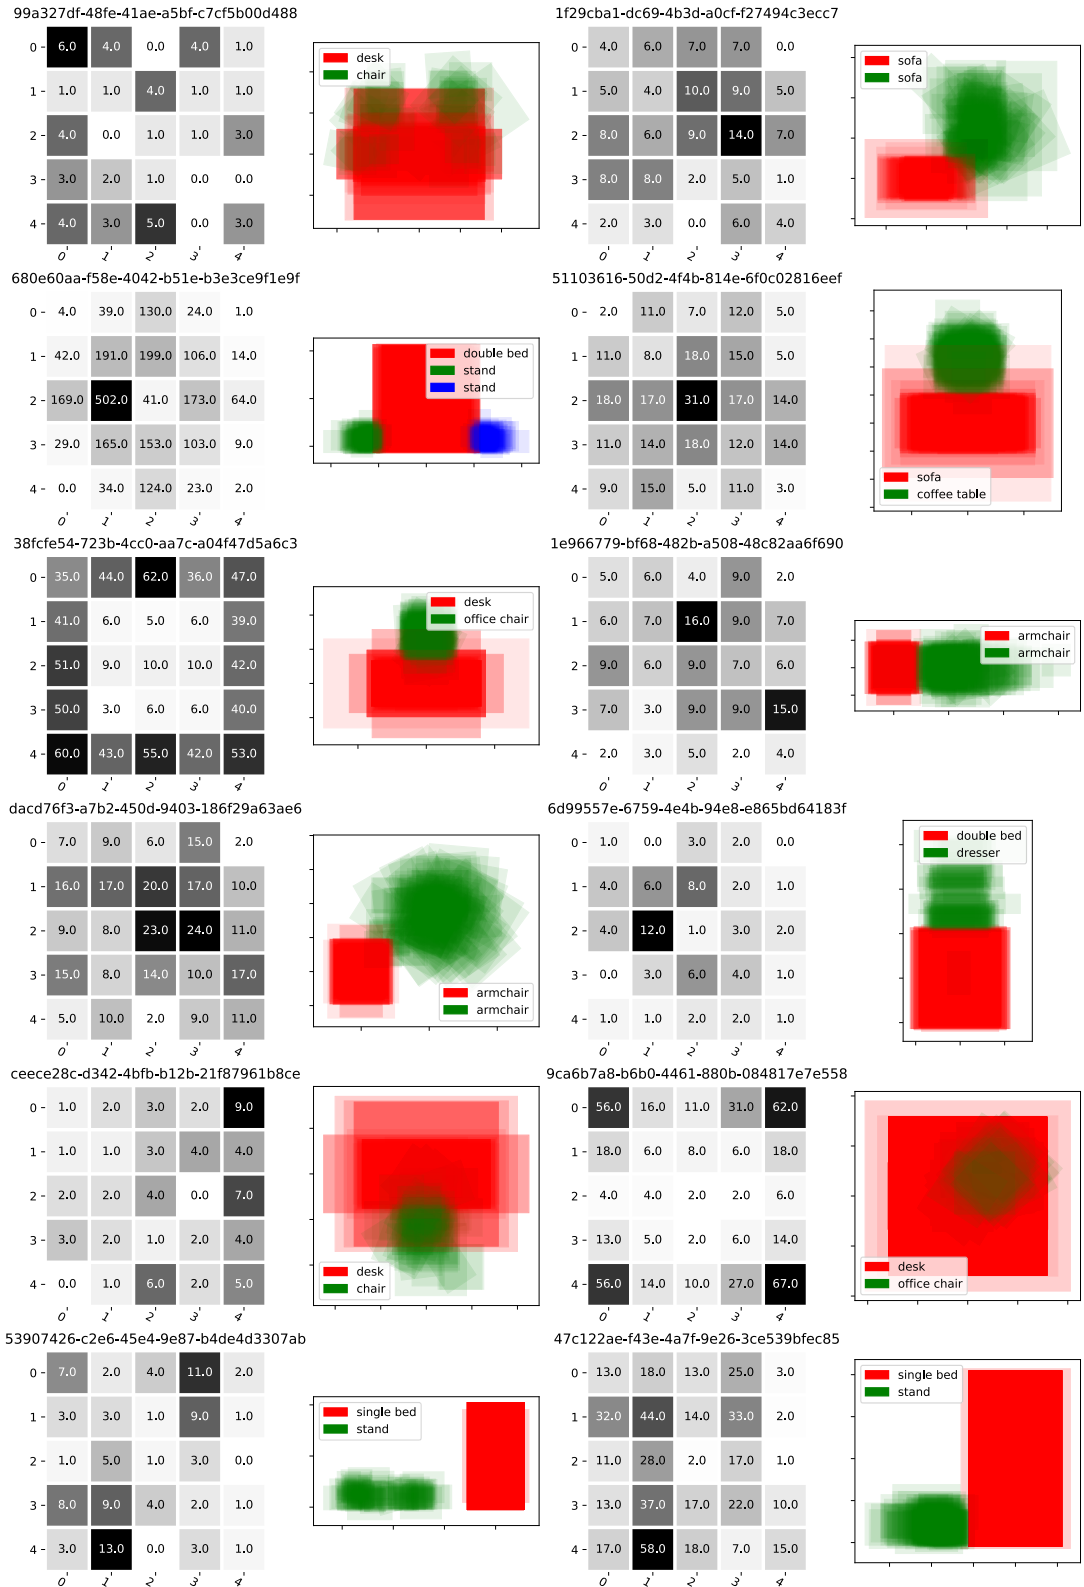 99a327df-48fe-41ae-a5bf-c7cf5b00d488
0 - 6.0 4.0 0.0 4.0 1.0
1 - 1.0 1.0 4.0 1.0 1.0
2 - 4.0 0.0 1.0 1.0 3.0
3 - 3.0 2.0 1.0 0.0 0.0
4 - 4.0 3.0 5.0 0.0 3.0
0 1 2 3 4
desk
chair
1f29cba1-dc69-4b3d-a0cf-f27494c3ecc7
0 - 4.0 6.0 7.0 7.0 0.0
1 - 5.0 4.0 10.0 9.0 5.0
2 - 8.0 6.0 9.0 14.0 7.0
3 - 8.0 8.0 2.0 5.0 1.0
4 - 2.0 3.0 0.0 6.0 4.0
0 1 2 3 4
sofa
sofa
680e60aa-f58e-4042-b51e-b3e3ce9f1e9f
0 - 4.0 39.0 130.0 24.0 1.0
1 - 42.0 191.0 199.0 106.0 14.0
2 - 169.0 502.0 41.0 173.0 64.0
3 - 29.0 165.0 153.0 103.0 9.0
4 - 0.0 34.0 124.0 23.0 2.0
0 1 2 3 4
double bed
stand
stand
51103616-50d2-4f4b-814e-6f0c02816eef
0 - 2.0 11.0 7.0 12.0 5.0
1 - 11.0 8.0 18.0 15.0 5.0
2 - 18.0 17.0 31.0 17.0 14.0
3 - 11.0 14.0 18.0 12.0 14.0
4 - 9.0 15.0 5.0 11.0 3.0
0 1 2 3 4
sofa
coffee table
38fcfe54-723b-4cc0-aa7c-a04f47d5a6c3
0 - 35.0 44.0 62.0 36.0 47.0
1 - 41.0 6.0 5.0 6.0 39.0
2 - 51.0 9.0 10.0 10.0 42.0
3 - 50.0 3.0 6.0 6.0 40.0
4 - 60.0 43.0 55.0 42.0 53.0
0 1 2 3 4
desk
office chair
1e966779-bf68-482b-a508-48c82aa6f690
0 - 5.0 6.0 4.0 9.0 2.0
1 - 6.0 7.0 16.0 9.0 7.0
2 - 9.0 6.0 9.0 7.0 6.0
3 - 7.0 3.0 9.0 9.0 15.0
4 - 2.0 3.0 5.0 2.0 4.0
0 1 2 3 4
armchair
armchair
dacd76f3-a7b2-450d-9403-186f29a63ae6
0 - 7.0 9.0 6.0 15.0 2.0
1 - 16.0 17.0 20.0 17.0 10.0
2 - 9.0 8.0 23.0 24.0 11.0
3 - 15.0 8.0 14.0 10.0 17.0
4 - 5.0 10.0 2.0 9.0 11.0
0 1 2 3 4
armchair
armchair
6d99557e-6759-4e4b-94e8-e865bd64183f
0 - 1.0 0.0 3.0 2.0 0.0
1 - 4.0 6.0 8.0 2.0 1.0
2 - 4.0 12.0 1.0 3.0 2.0
3 - 0.0 3.0 6.0 4.0 1.0
4 - 1.0 1.0 2.0 2.0 1.0
0 1 2 3 4
double bed
dresser
ceece28c-d342-4bfb-b12b-21f87961b8ce
0 - 1.0 2.0 3.0 2.0 9.0
1 - 1.0 1.0 3.0 4.0 4.0
2 - 2.0 2.0 4.0 0.0 7.0
3 - 3.0 2.0 1.0 2.0 4.0
4 - 0.0 1.0 6.0 2.0 5.0
0 1 2 3 4
desk
chair
9ca6b7a8-b6b0-4461-880b-084817e7e558
0 - 56.0 16.0 11.0 31.0 62.0
1 - 18.0 6.0 8.0 6.0 18.0
2 - 4.0 4.0 2.0 2.0 6.0
3 - 13.0 5.0 2.0 6.0 14.0
4 - 56.0 14.0 10.0 27.0 67.0
0 1 2 3 4
desk
office chair
53907426-c2e6-45e4-9e87-b4de4d3307ab
0 - 7.0 2.0 4.0 11.0 2.0
1 - 3.0 3.0 1.0 9.0 1.0
2 - 1.0 5.0 1.0 3.0 0.0
3 - 8.0 9.0 4.0 2.0 1.0
4 - 3.0 13.0 0.0 3.0 1.0
0 1 2 3 4
single bed
stand
47c122ae-f43e-4a7f-9e26-3ce539bfec85
0 - 13.0 18.0 13.0 25.0 3.0
1 - 32.0 44.0 14.0 33.0 2.0
2 - 11.0 28.0 2.0 17.0 1.0
3 - 13.0 37.0 17.0 22.0 10.0
4 - 17.0 58.0 18.0 7.0 15.0
0 1 2 3 4
single bed
stand